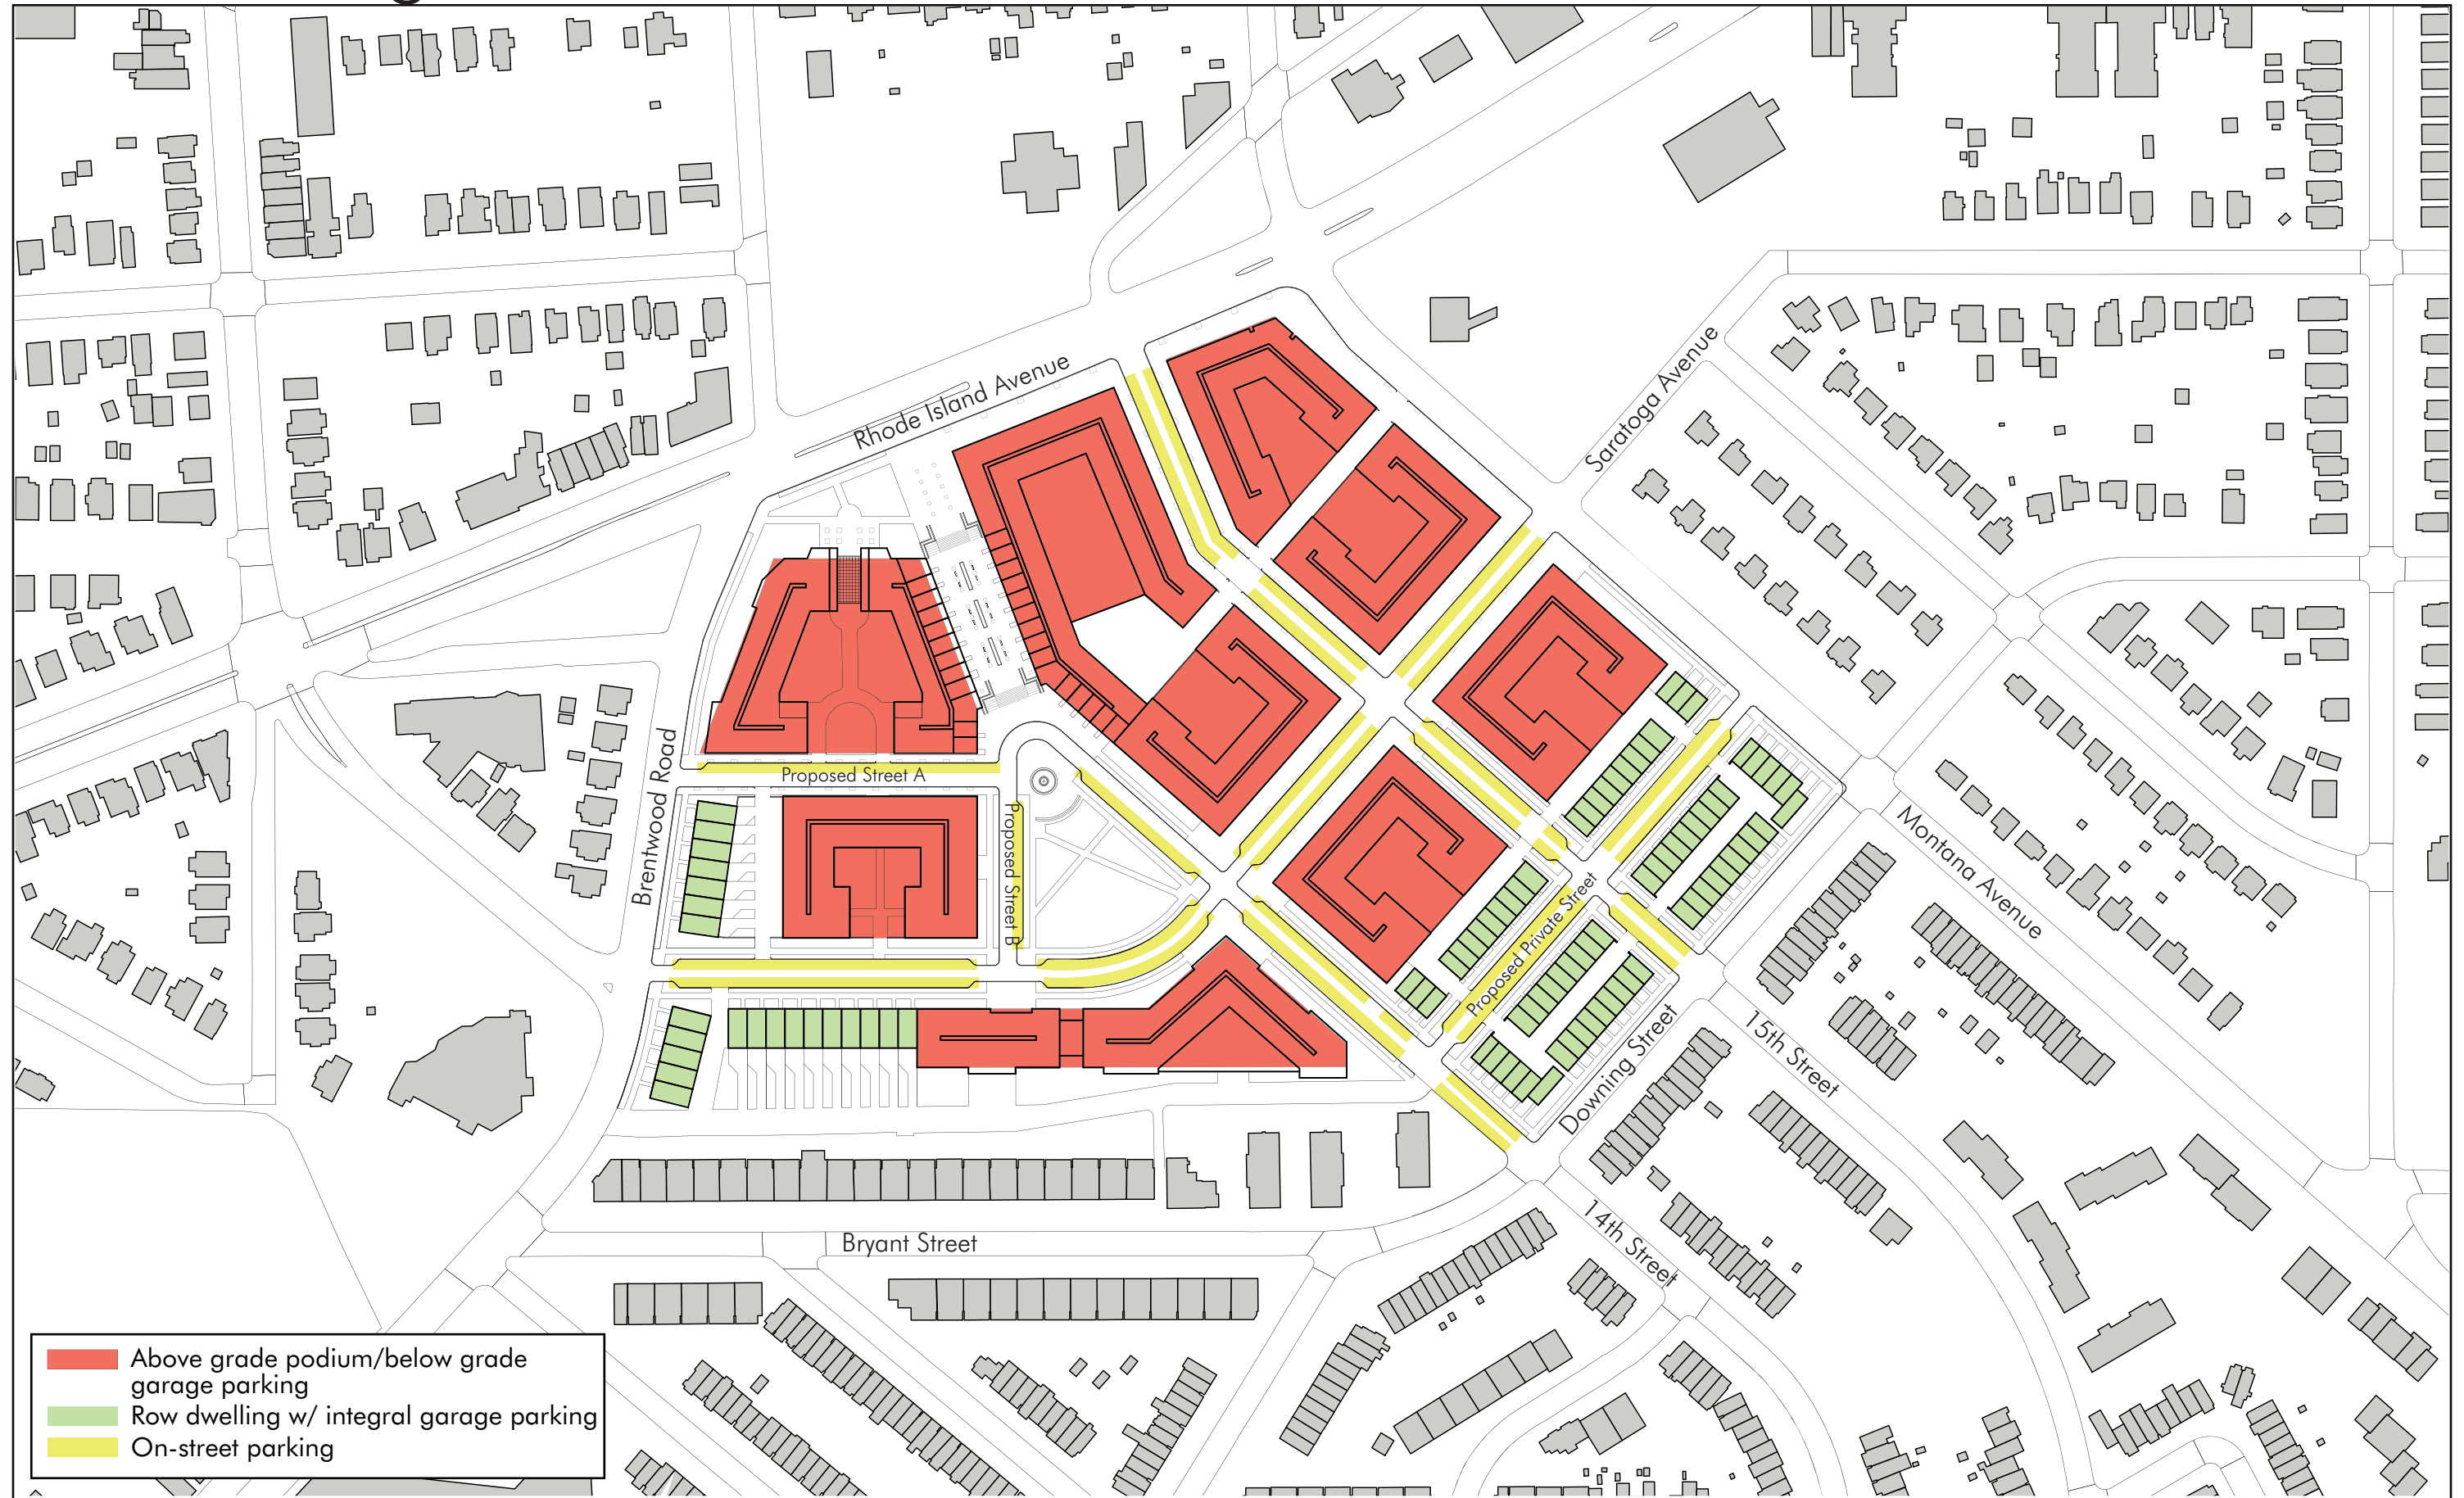 Rhode Island Avenue
Saratoga Avenue
Brentwood Road
Proposed Street A
Proposed Street B
Proposed Private Street
Montana Avenue
15th Street
Downing Street
14th Street
Bryant Street
Above grade podium/below grade
garage parking
Row dwelling w/ integral garage parking
On-street parking